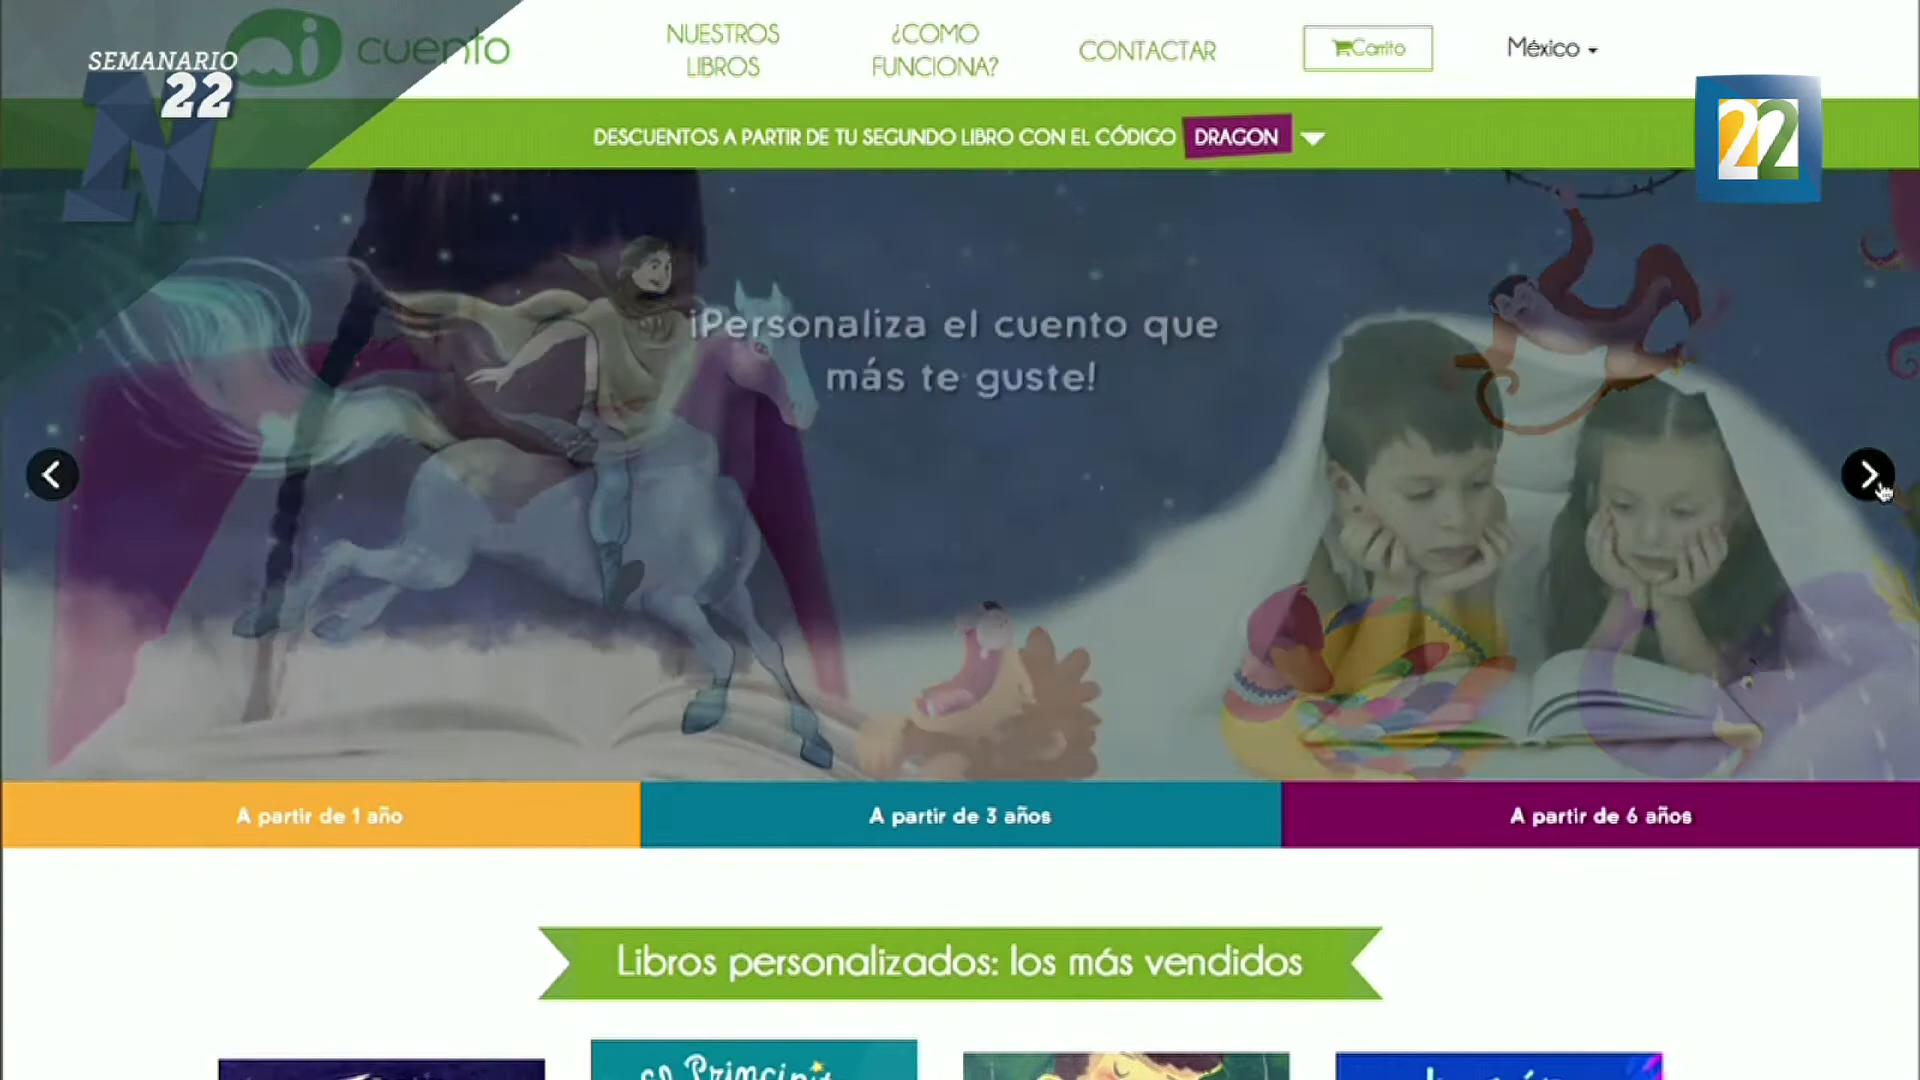 SEMANARIO
22
mi cuento
NUESTROS
LIBROS
¿COMO
FUNCIONA?
CONTACTAR
Carrito
México
22
DESCUENTOS A PARTIR DE TU SEGUNDO LIBRO CON EL CÓDIGO DRAGON
¡Personaliza el cuento que
más te guste!
A partir de 1 año
A partir de 3 años
A partir de 6 años
Libros personalizados: los más vendidos